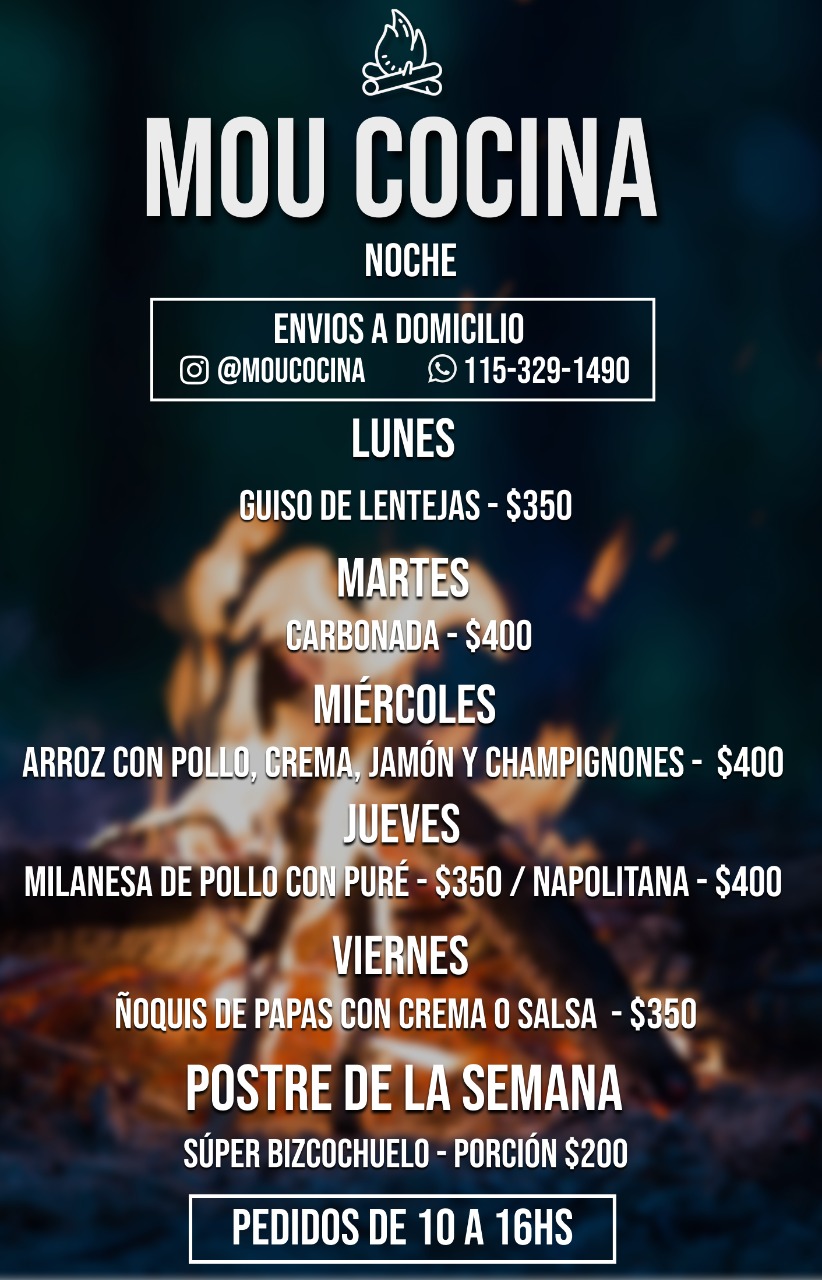 MOU COCINA
NOCHE
ENVIOS A DOMICILIO
@MOUCOCINA 115-329-1490
LUNES
GUISO DE LENTEJAS - $350
MARTES
CARBONADA - $400
MIÉRCOLES
ARROZ CON POLLO, CREMA, JAMÓN Y CHAMPIGNONES - $400
JUEVES
MILANESA DE POLLO CON PURÉ - $350 / NAPOLITANA - $400
VIERNES
ÑOQUIS DE PAPAS CON CREMA O SALSA - $350
POSTRE DE LA SEMANA
SÚPER BIZCOCHUELO - PORCIÓN $200
PEDIDOS DE 10 A 16HS